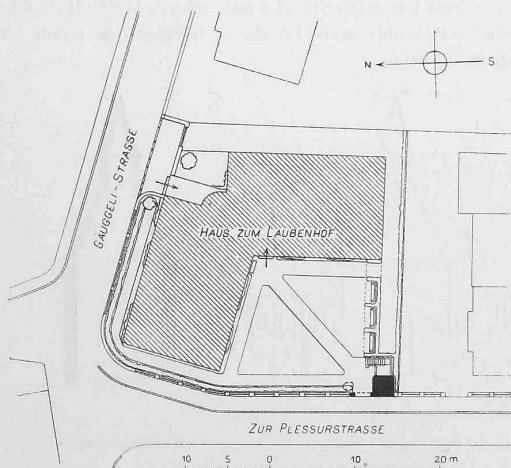 N S
GÄUGGELI-STRASSE
HAUS ZUM LAUBENHOF
ZUR PLESSURSTRASSE
10 5 0 10 20 m